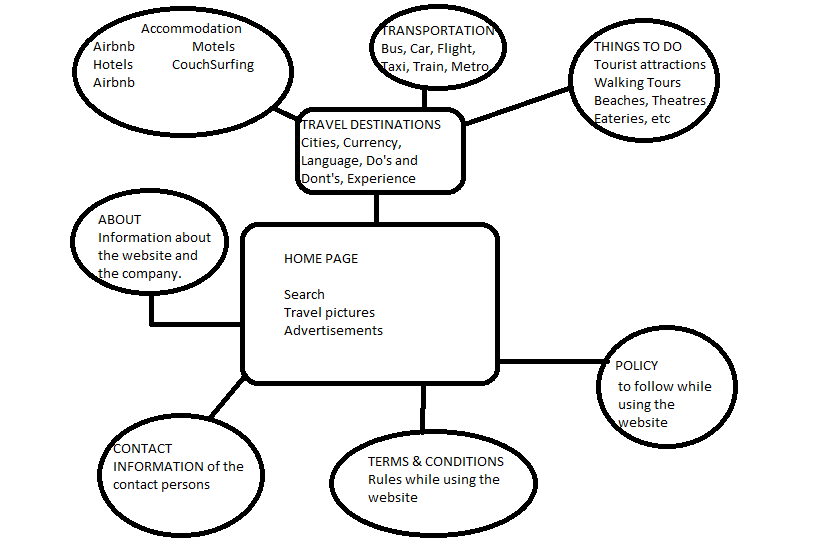 Accommodation
Airbnb Motels
Hotels CouchSurfing
Airbnb
TRANSPORTATION
Bus, Car, Flight,
Taxi, Train, Metro
THINGS TO DO
Tourist attractions
Walking Tours
Beaches, Theatres
Eateries, etc
TRAVEL DESTINATIONS
Cities, Currency,
Language, Do's and
Dont's, Experience
ABOUT
Information about
the website and
the company.
HOME PAGE
Search
Travel pictures
Advertisements
POLICY
to follow while
using the
website
CONTACT
INFORMATION of the
contact persons
TERMS & CONDITIONS
Rules while using the
website